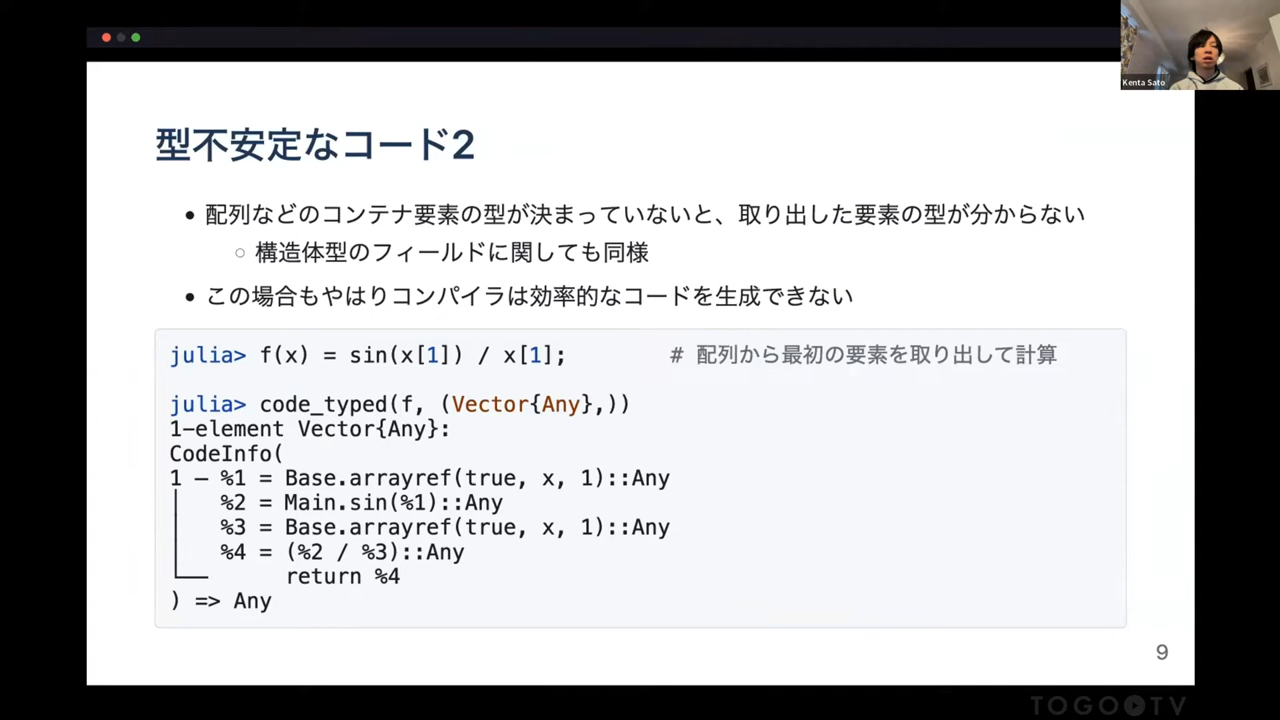 Kenta Sato
型不安定なコード2
• 配列などのコンテナ要素の型が決まっていないと、取り出した要素の型が分からない
○ 構造体型のフィールドに関しても同様
• この場合もやはりコンパイラは効率的なコードを生成できない
julia> f(x) = sin(x[1]) / x[1];          # 配列から最初の要素を取り出して計算
julia> code_typed(f, (Vector{Any},))
1-element Vector{Any}:
CodeInfo(
1 ─ %1 = Base.arrayref(true, x, 1)::Any
│   %2 = Main.sin(%1)::Any
│   %3 = Base.arrayref(true, x, 1)::Any
│   %4 = (%2 / %3)::Any
└──      return %4
) => Any
9
TOGO TV